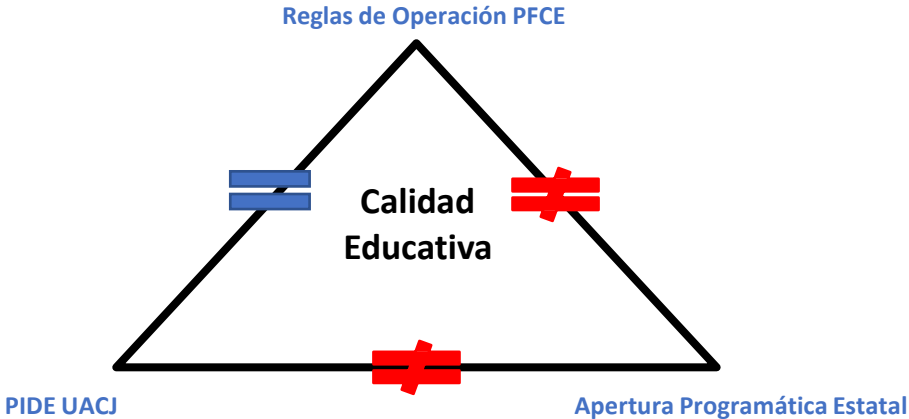 Reglas de Operación PFCE
Calidad
Educativa
PIDE UACJ
Apertura Programática Estatal